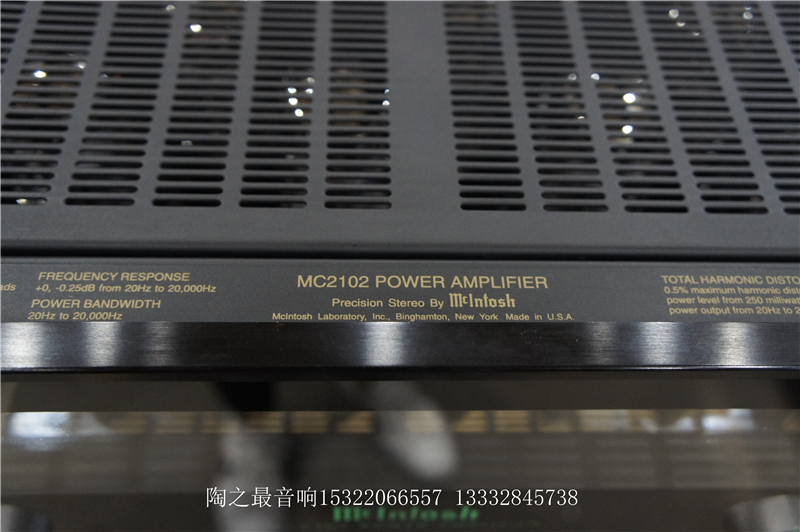 FREQUENCY RESPONSE
+0, -0.25dB from 20Hz to 20,000Hz
POWER BANDWIDTH
20Hz to 20,000Hz
MC2102 POWER AMPLIFIER
Precision Stereo By McIntosh
McIntosh Laboratory, Inc., Binghamton, New York Made in U.S.A.
TOTAL HARMONIC DISTO
0.5% maximum harmonic dist
power level from 250 milliwat
power output from 20Hz to 2
陶之最音响15322066557 13332845738
McIntosh